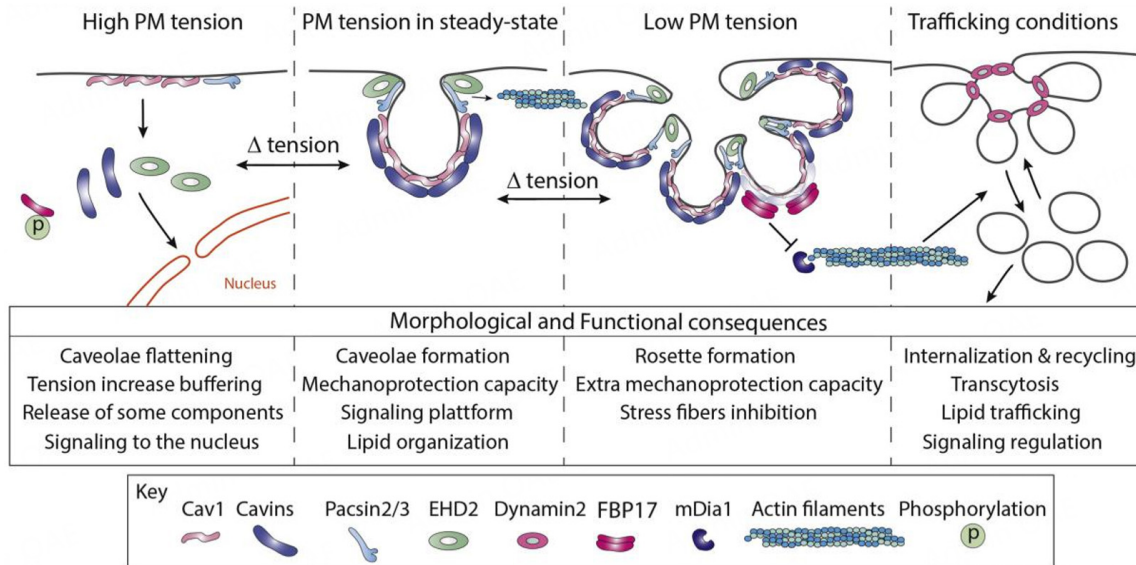 High PM tension
PM tension in steady-state
Low PM tension
Trafficking conditions
Δ tension
Δ tension
p
Nucleus
Morphological and Functional consequences
Caveolae flattening
Tension increase buffering
Release of some components
Signaling to the nucleus
Caveolae formation
Mechanoprotection capacity
Signaling plattform
Lipid organization
Rosette formation
Extra mechanoprotection capacity
Stress fibers inhibition
Internalization & recycling
Transcytosis
Lipid trafficking
Signaling regulation
Key
Cav1 Cavins Pacsin2/3 EHD2 Dynamin2 FBP17 mDia1 Actin filaments Phosphorylation
p